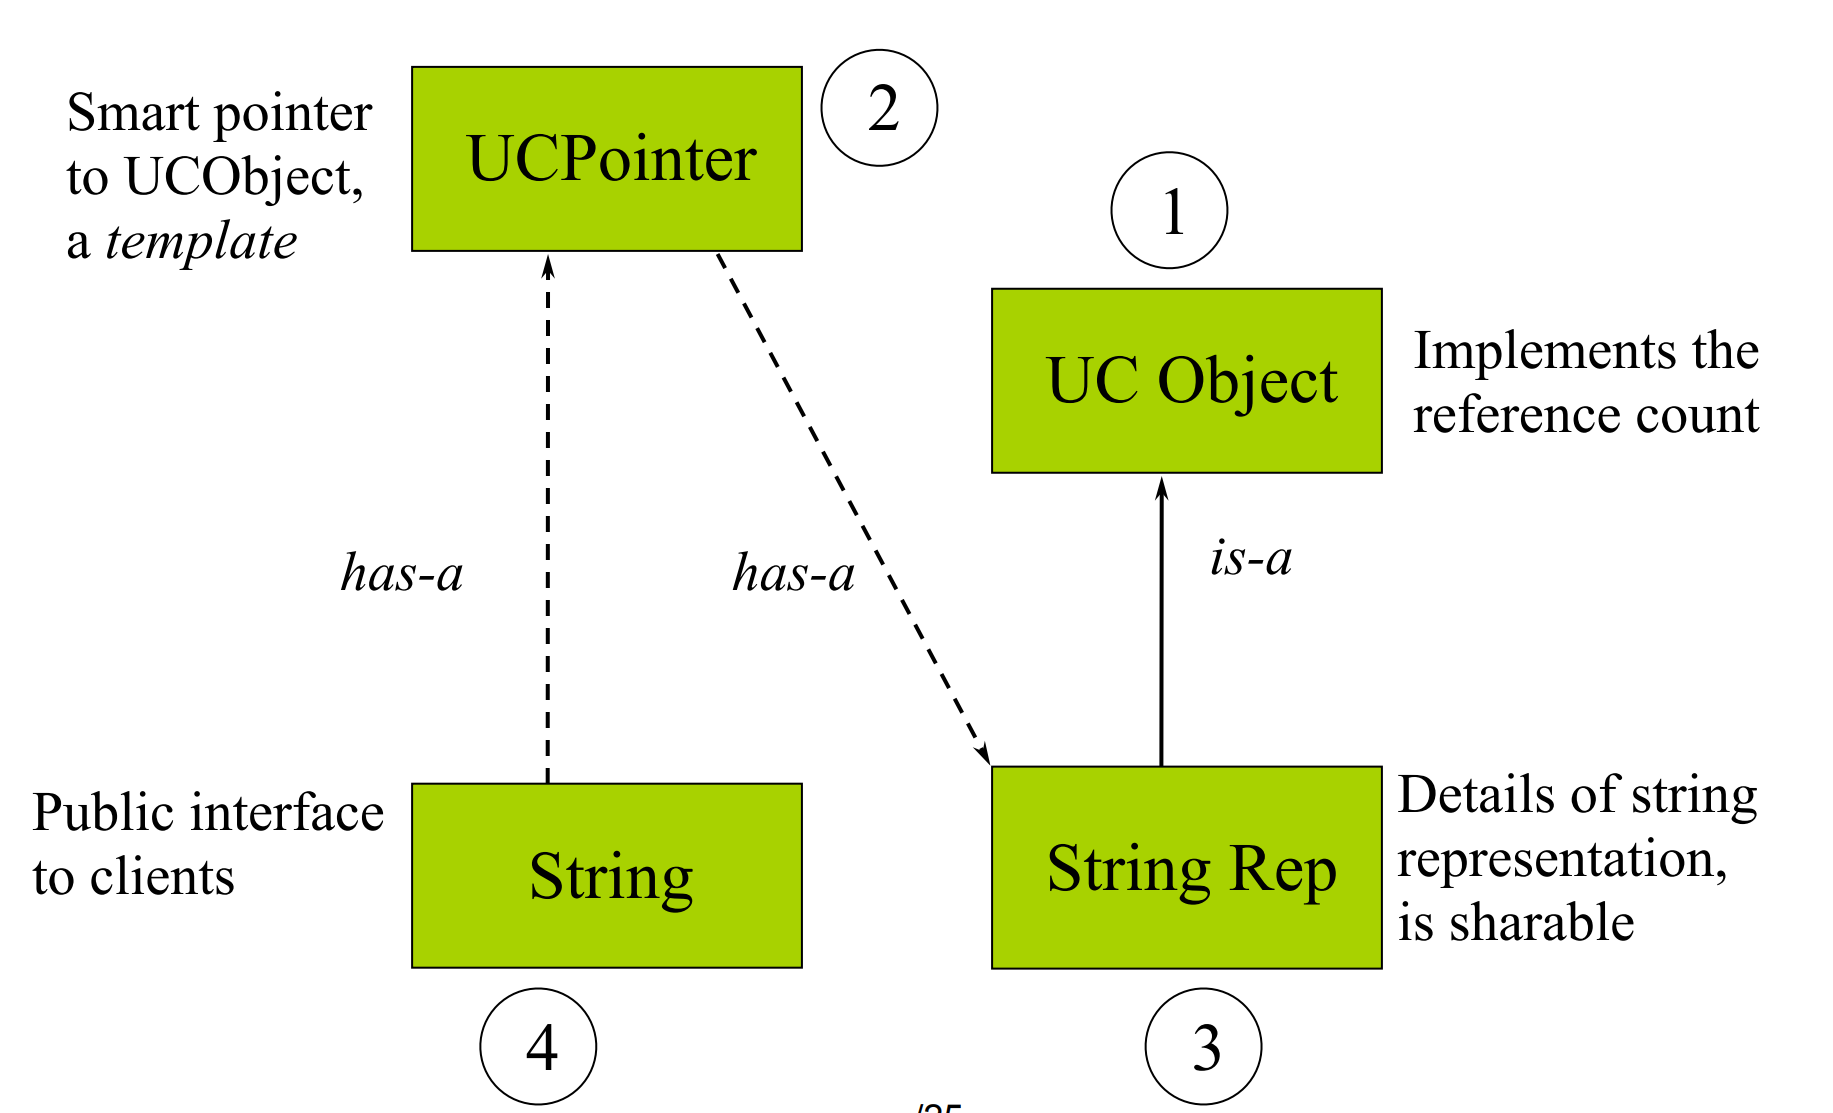 Smart pointer
to UCObject,
a template
UCPointer
2
1
UC Object
Implements the
reference count
has-a
has-a
is-a
Public interface
to clients
String
String Rep
Details of string
representation,
is sharable
4
3